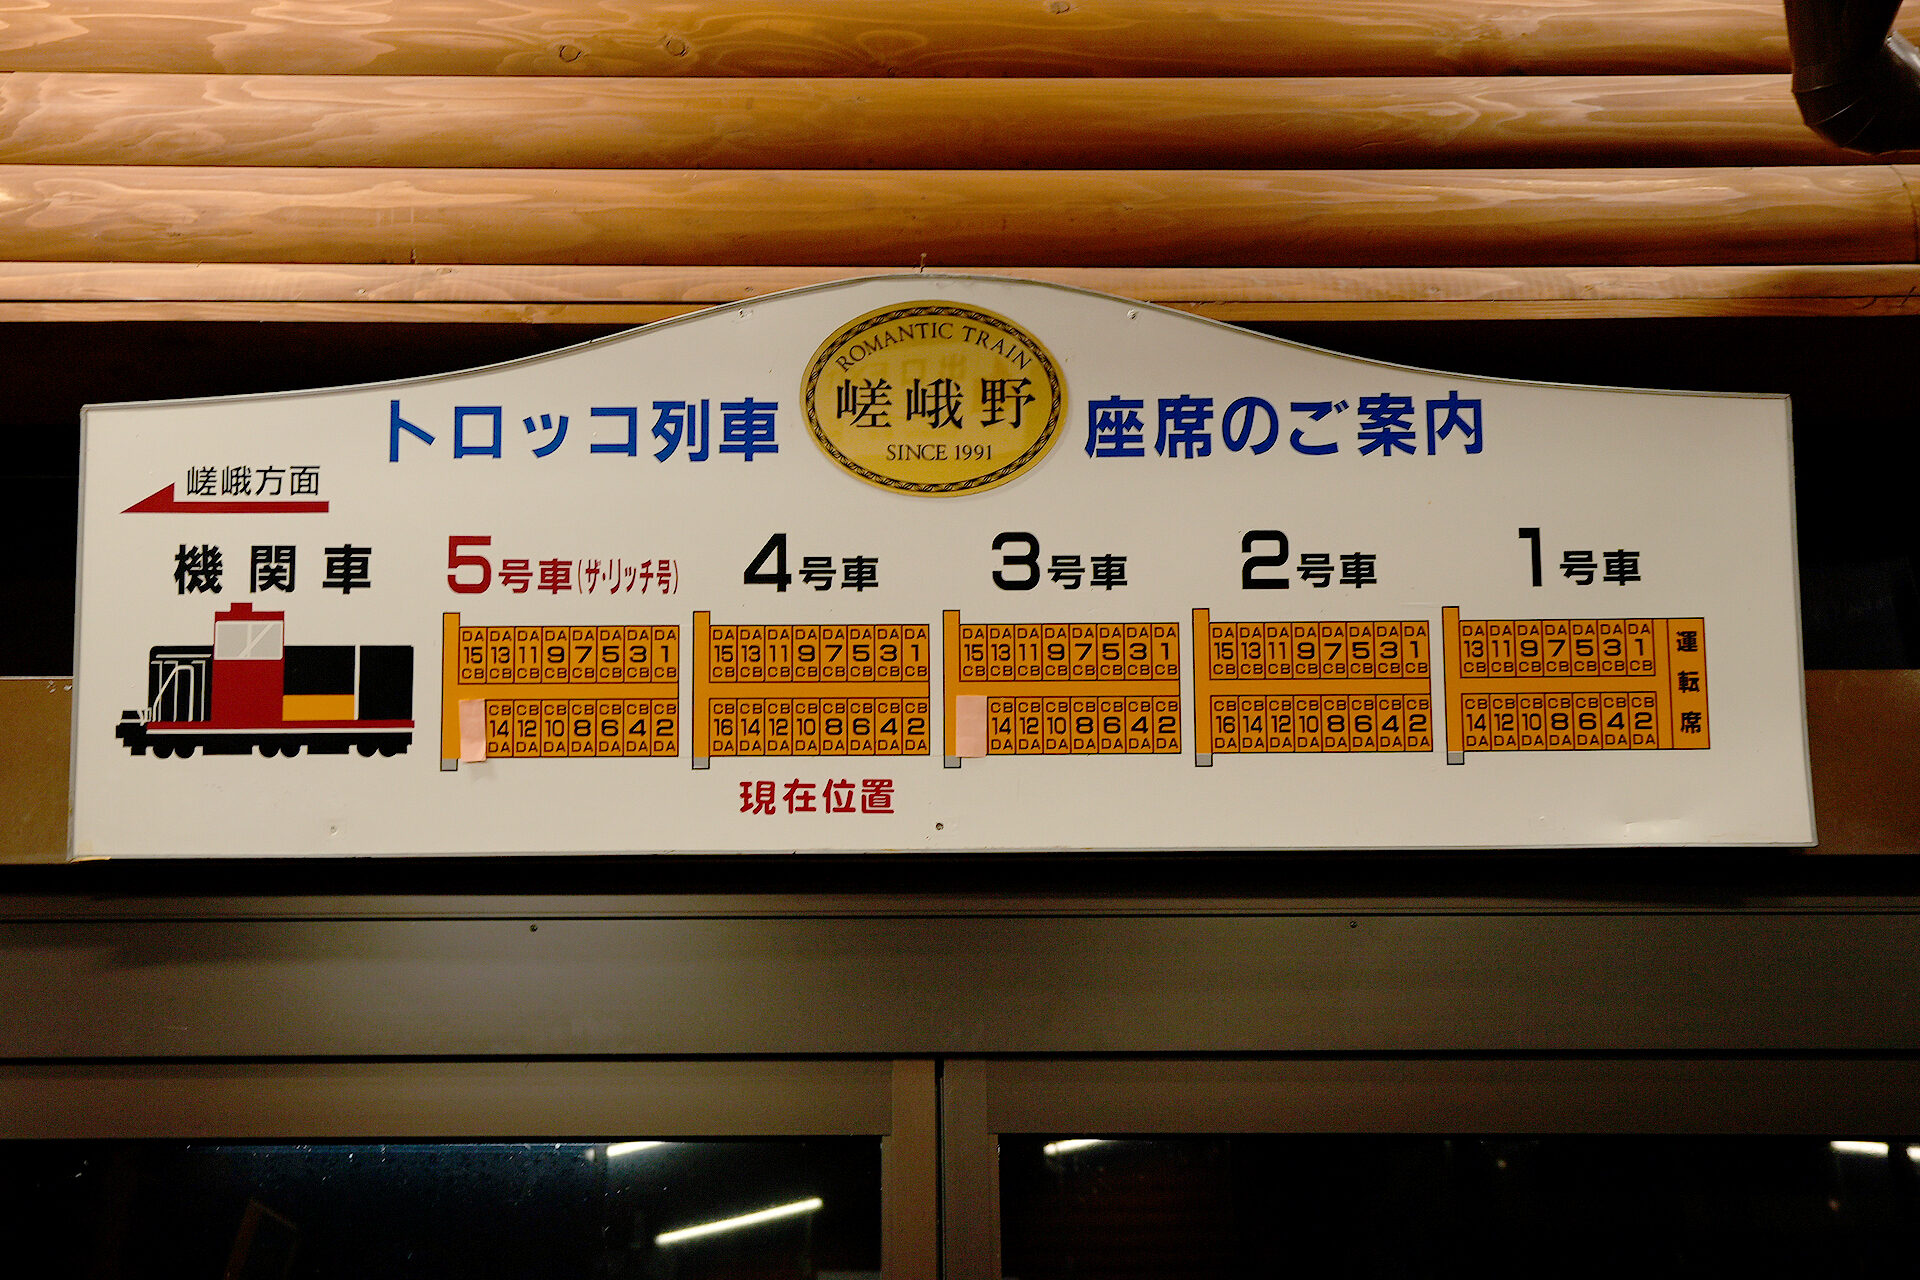 ROMANTIC TRAIN
トロッコ列車 嵯峨野 座席のご案内
SINCE 1991
嵯峨方面
機関車 5号車(ザ・リッチ号) 4号車 3号車 2号車 1号車
DA DA DA DA DA DA DA DA DA DA DA DA DA DA DA DA DA DA DA DA DA DA DA DA DA DA DA DA DA DA DA DA DA DA DA DA DA DA DA
15 13 11 9 7 5 3 1 15 13 11 9 7 5 3 1 15 13 11 9 7 5 3 1 15 13 11 9 7 5 3 1 13 11 9 7 5 3 1
CB CB CB CB CB CB CB CB CB CB CB CB CB CB CB CB CB CB CB CB CB CB CB CB CB CB CB CB CB CB CB CB CB CB CB CB CB CB CB
運転席
CB CB CB CB CB CB CB CB CB CB CB CB CB CB CB CB CB CB CB CB CB CB CB CB CB CB CB CB CB CB CB CB CB CB CB CB CB
14 12 10 8 6 4 2 16 14 12 10 8 6 4 2 14 12 10 8 6 4 2 16 14 12 10 8 6 4 2 14 12 10 8 6 4 2
DA DA DA DA DA DA DA DA DA DA DA DA DA DA DA DA DA DA DA DA DA DA DA DA DA DA DA DA DA DA DA DA DA DA DA DA DA
現在位置